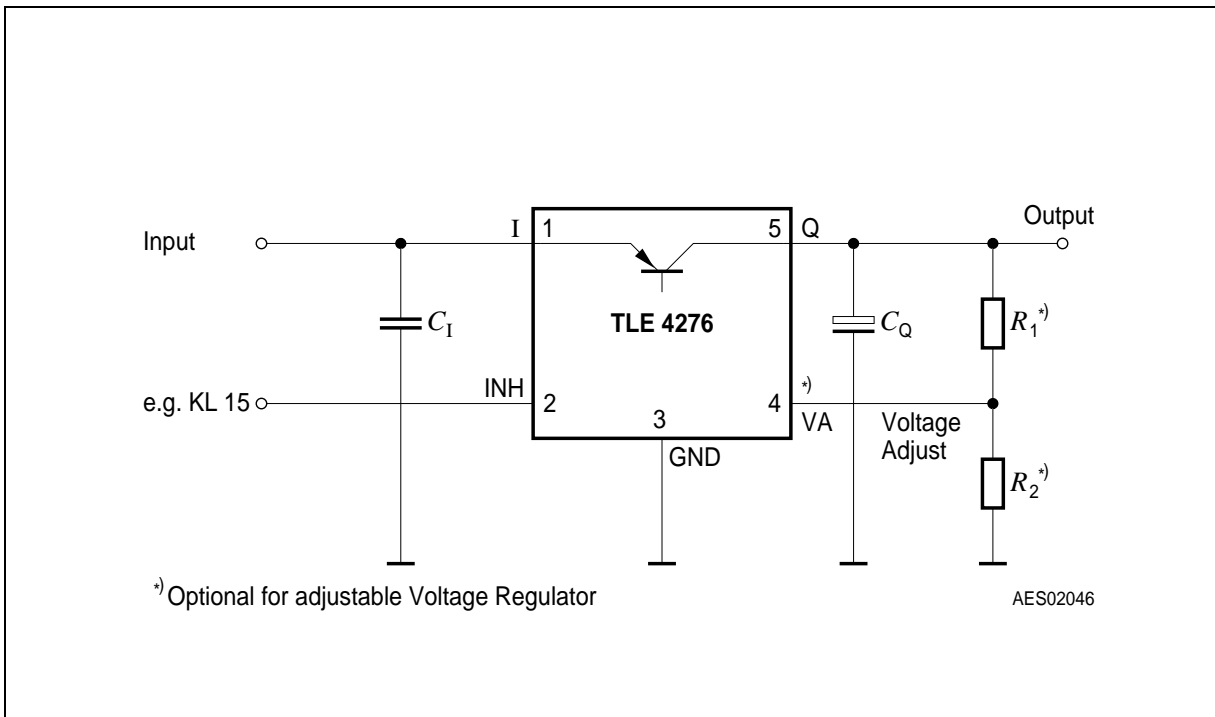 Output
Input
I
1
5
Q
TLE 4276
C_I
C_Q
R_1 *)
INH
e.g. KL 15
2
3
4
*)
VA
Voltage
Adjust
GND
R_2 *)
*) Optional for adjustable Voltage Regulator
AES02046